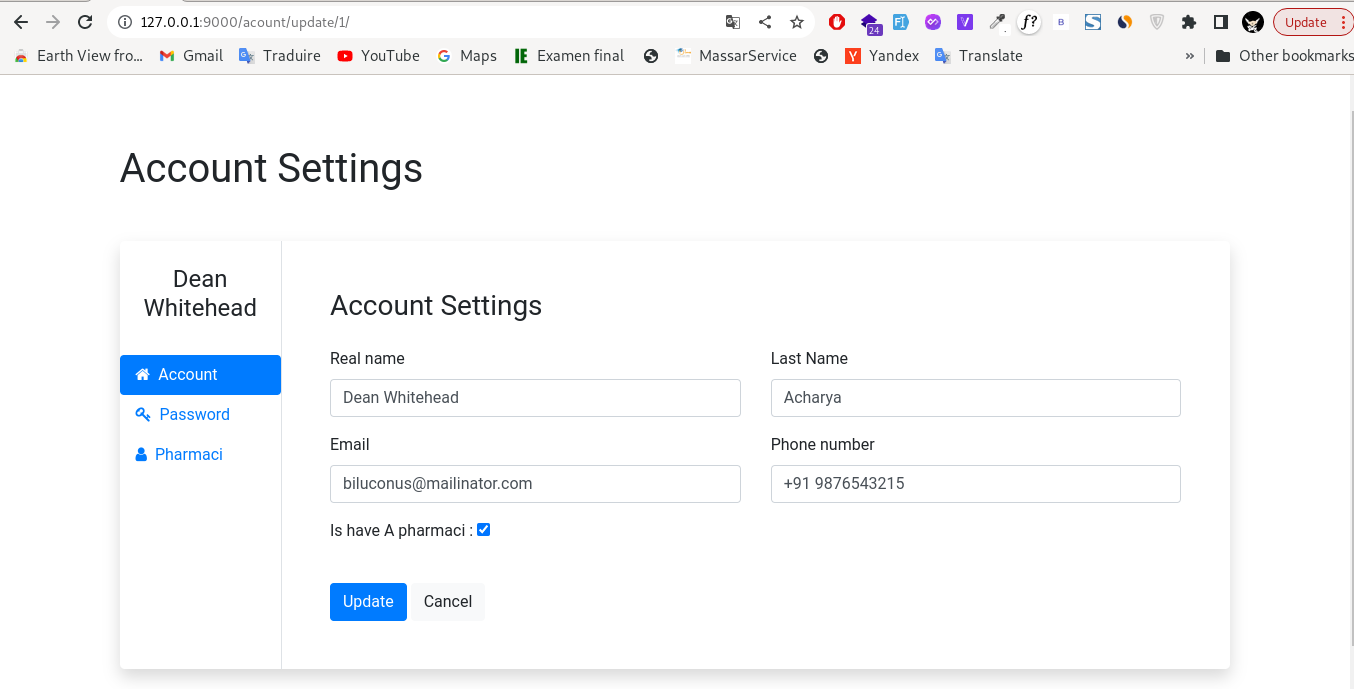 127.0.0.1:9000/acount/update/1/
24
f?
B
Update
Earth View fro...
Gmail
Traduire
YouTube
Maps
Examen final
MassarService
Yandex
Translate
»
Other bookmarks
Account Settings
Dean
Whitehead
Account
Password
Pharmaci
Account Settings
Real name
Last Name
Dean Whitehead
Acharya
Email
Phone number
biluconus@mailinator.com
+91 9876543215
Is have A pharmaci :
Update
Cancel